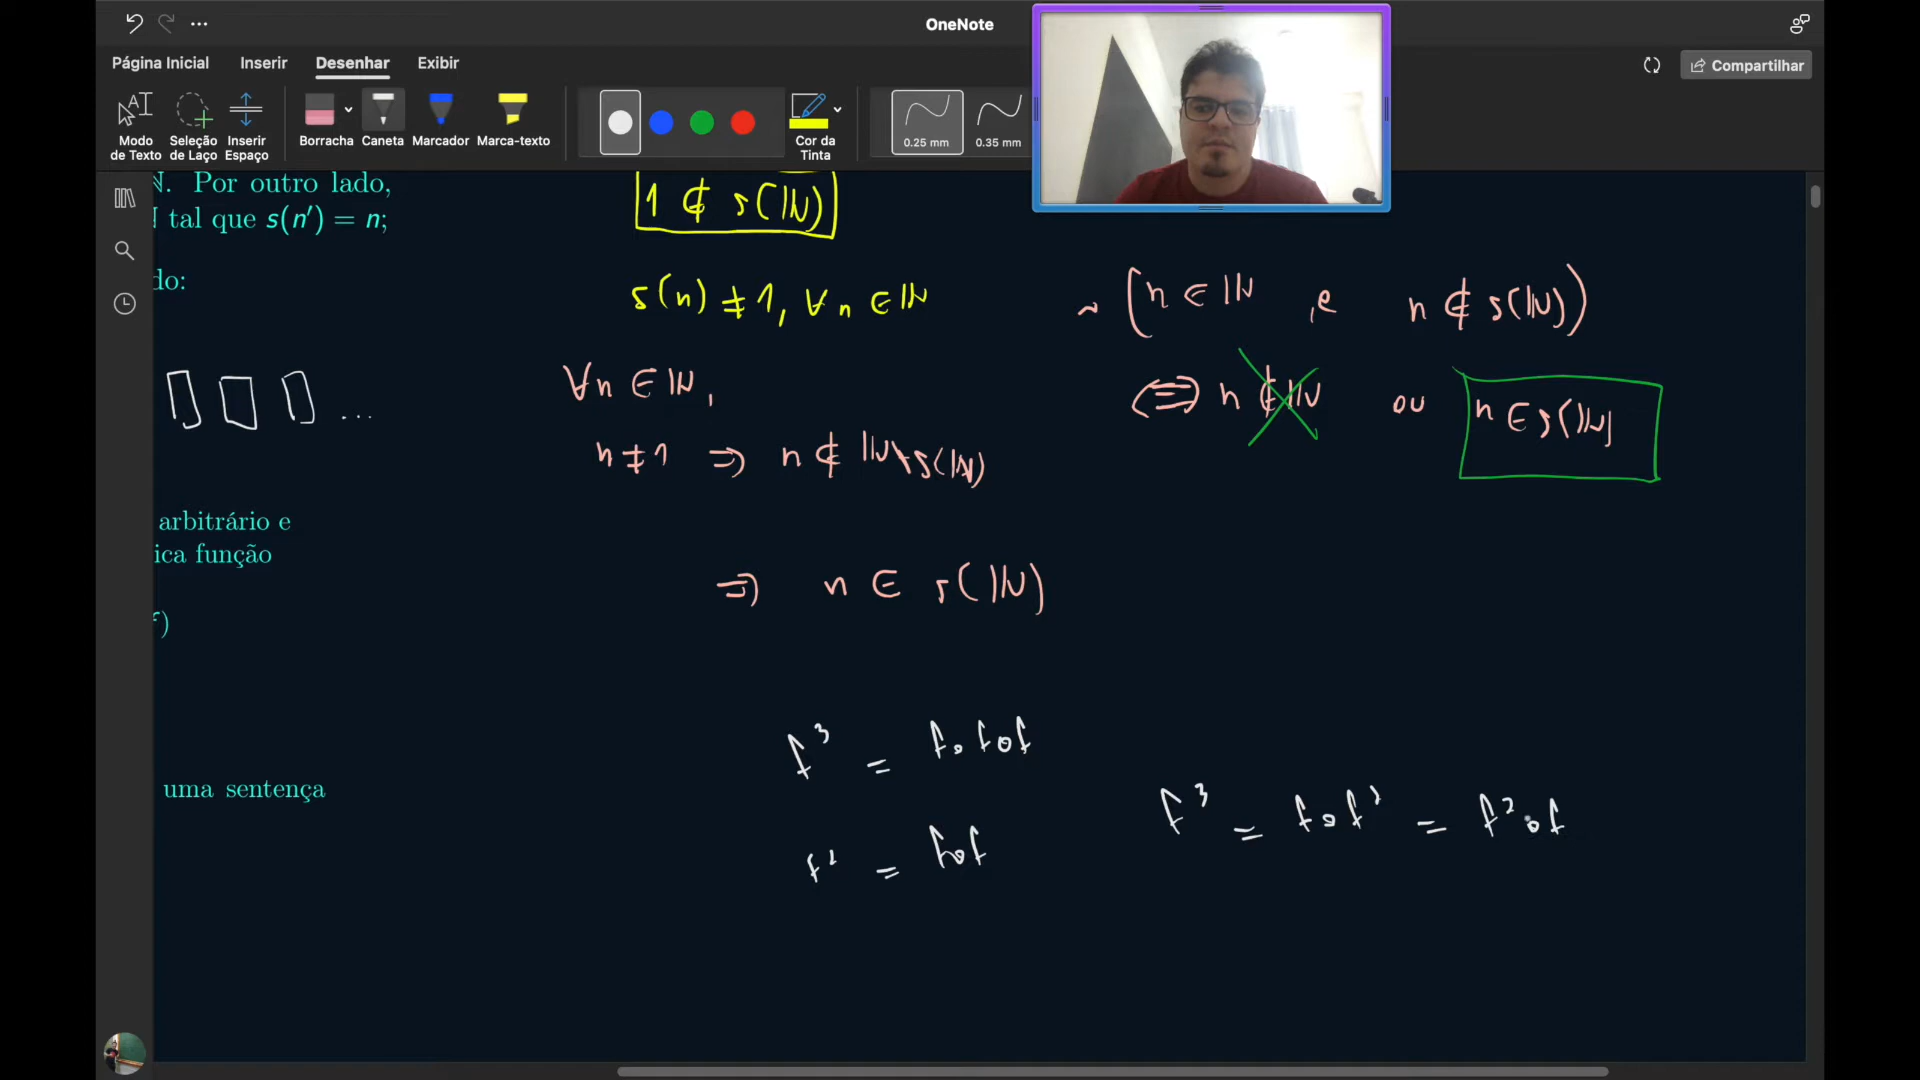 OneNote
Página Inicial Inserir Desenhar Exibir
Compartilhar
Modo de Texto
Seleção de Laço
Inserir Espaço
Borracha
Caneta
Marcador
Marca-texto
Cor da Tinta
0.25 mm
0.35 mm
N. Por outro lado,
tal que s(n′) = n;
do:
...
arbitrário e
ica função
f)
uma sentença
1 ∉ s(ℕ)
s(n) ≠ 1, ∀n ∈ ℕ
∀n ∈ ℕ,
n ≠ 1 ⇒ n ∉ ℕ\s(ℕ)
⇒ n ∈ s(ℕ)
~ (n ∈ ℕ, e n ∉ s(ℕ))
(⇔) n ∉ ℕ ou n ∈ s(ℕ)
f³ = f∘f∘f
f² = f∘f
f³ = f∘f² = f²∘f